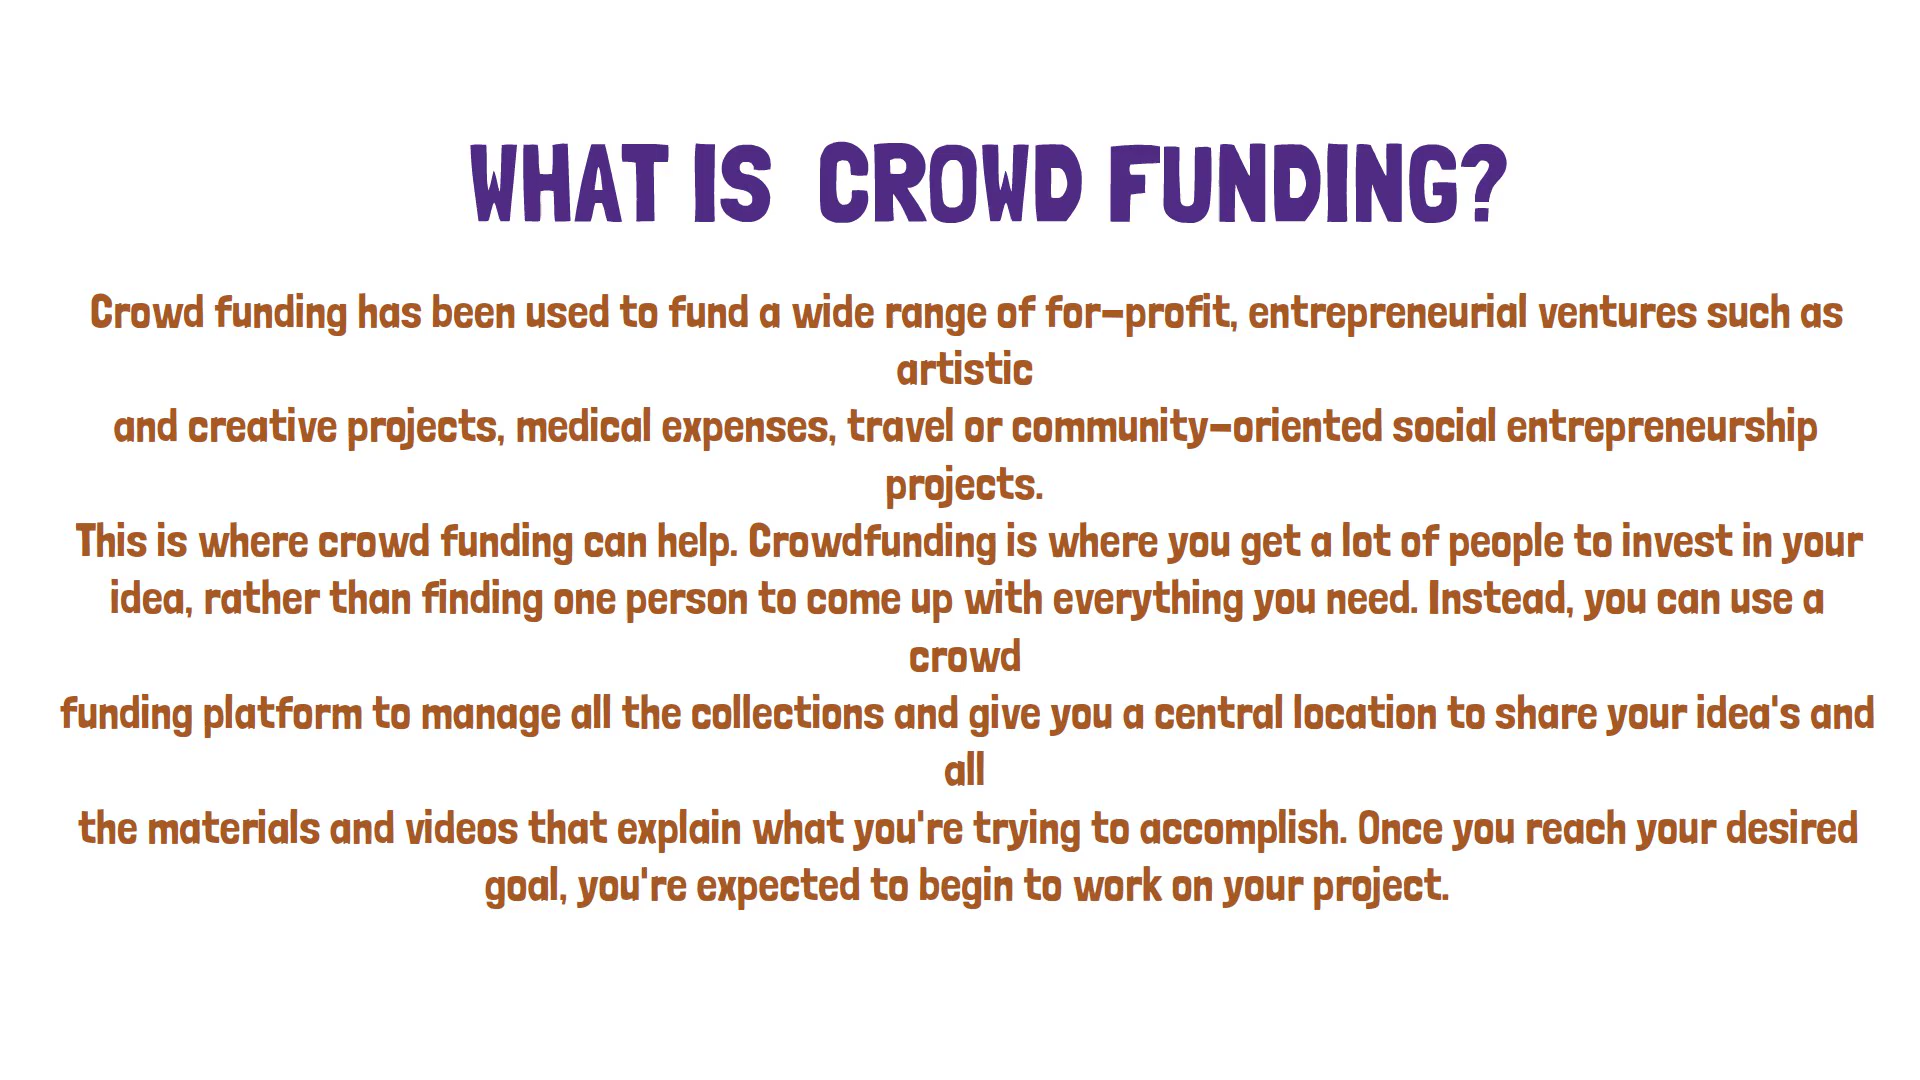 WHAT IS  CROWD FUNDING?
Crowd funding has been used to fund a wide range of for-profit, entrepreneurial ventures such as
artistic
and creative projects, medical expenses, travel or community-oriented social entrepreneurship
projects.
This is where crowd funding can help. Crowdfunding is where you get a lot of people to invest in your
idea, rather than finding one person to come up with everything you need. Instead, you can use a
crowd
funding platform to manage all the collections and give you a central location to share your idea's and
all
the materials and videos that explain what you're trying to accomplish. Once you reach your desired
goal, you're expected to begin to work on your project.